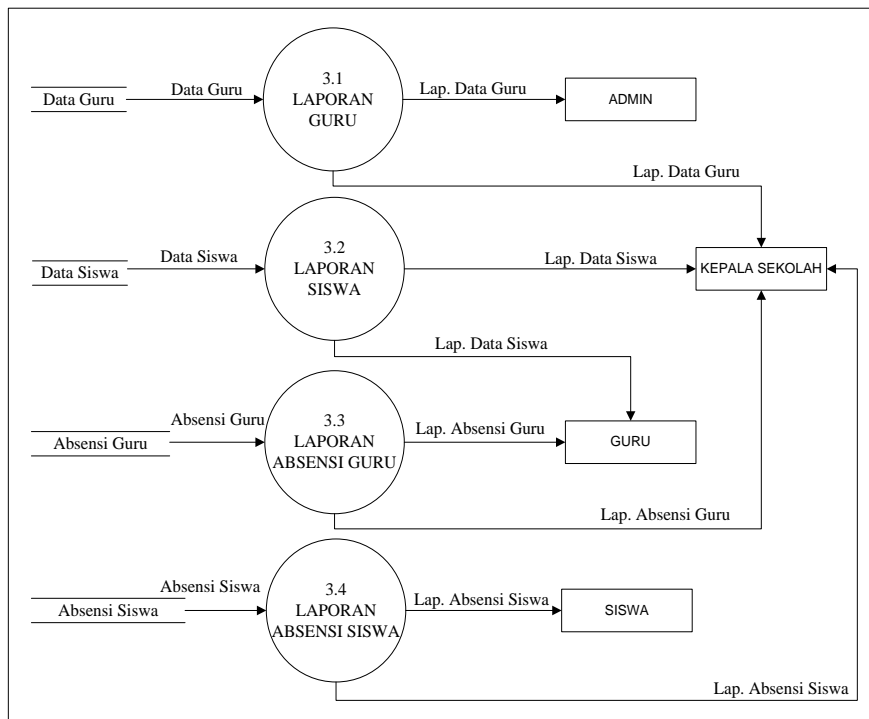 3.1
LAPORAN
GURU
Data Guru
Data Guru
Lap. Data Guru
ADMIN
Lap. Data Guru
3.2
LAPORAN
SISWA
Data Siswa
Data Siswa
Lap. Data Siswa
KEPALA SEKOLAH
Lap. Data Siswa
3.3
LAPORAN
ABSENSI GURU
Absensi Guru
Absensi Guru
Lap. Absensi Guru
GURU
Lap. Absensi Guru
3.4
LAPORAN
ABSENSI SISWA
Absensi Siswa
Absensi Siswa
Lap. Absensi Siswa
SISWA
Lap. Absensi Siswa